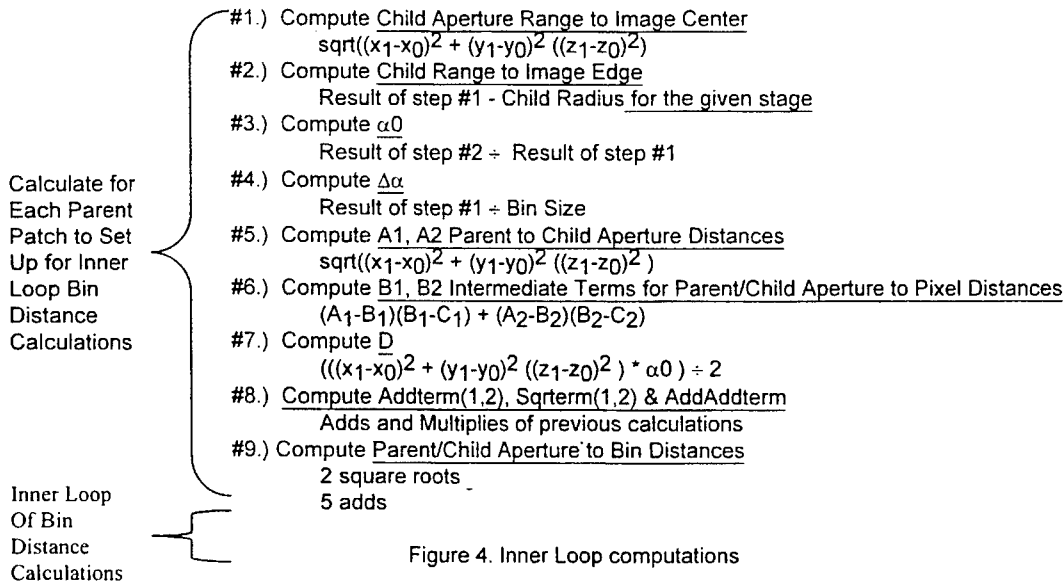 #1.) Compute Child Aperture Range to Image Center
sqrt((x1-x0)2 + (y1-y0)2 ((z1-z0)2)
#2.) Compute Child Range to Image Edge
Result of step #1 - Child Radius for the given stage
#3.) Compute α0
Result of step #2 ÷ Result of step #1
#4.) Compute Δα
Result of step #1 ÷ Bin Size
#5.) Compute A1, A2 Parent to Child Aperture Distances
sqrt((x1-x0)2 + (y1-y0)2 ((z1-z0)2 )
#6.) Compute B1, B2 Intermediate Terms for Parent/Child Aperture to Pixel Distances
(A1-B1)(B1-C1) + (A2-B2)(B2-C2)
#7.) Compute D
(((x1-x0)2 + (y1-y0)2 ((z1-z0)2 ) * α0 ) ÷ 2
#8.) Compute Addterm(1,2), Sqrterm(1,2) & AddAddterm
Adds and Multiplies of previous calculations
#9.) Compute Parent/Child Aperture to Bin Distances
2 square roots
5 adds
Calculate for
Each Parent
Patch to Set
Up for Inner
Loop Bin
Distance
Calculations
Inner Loop
Of Bin
Distance
Calculations
Figure 4. Inner Loop computations